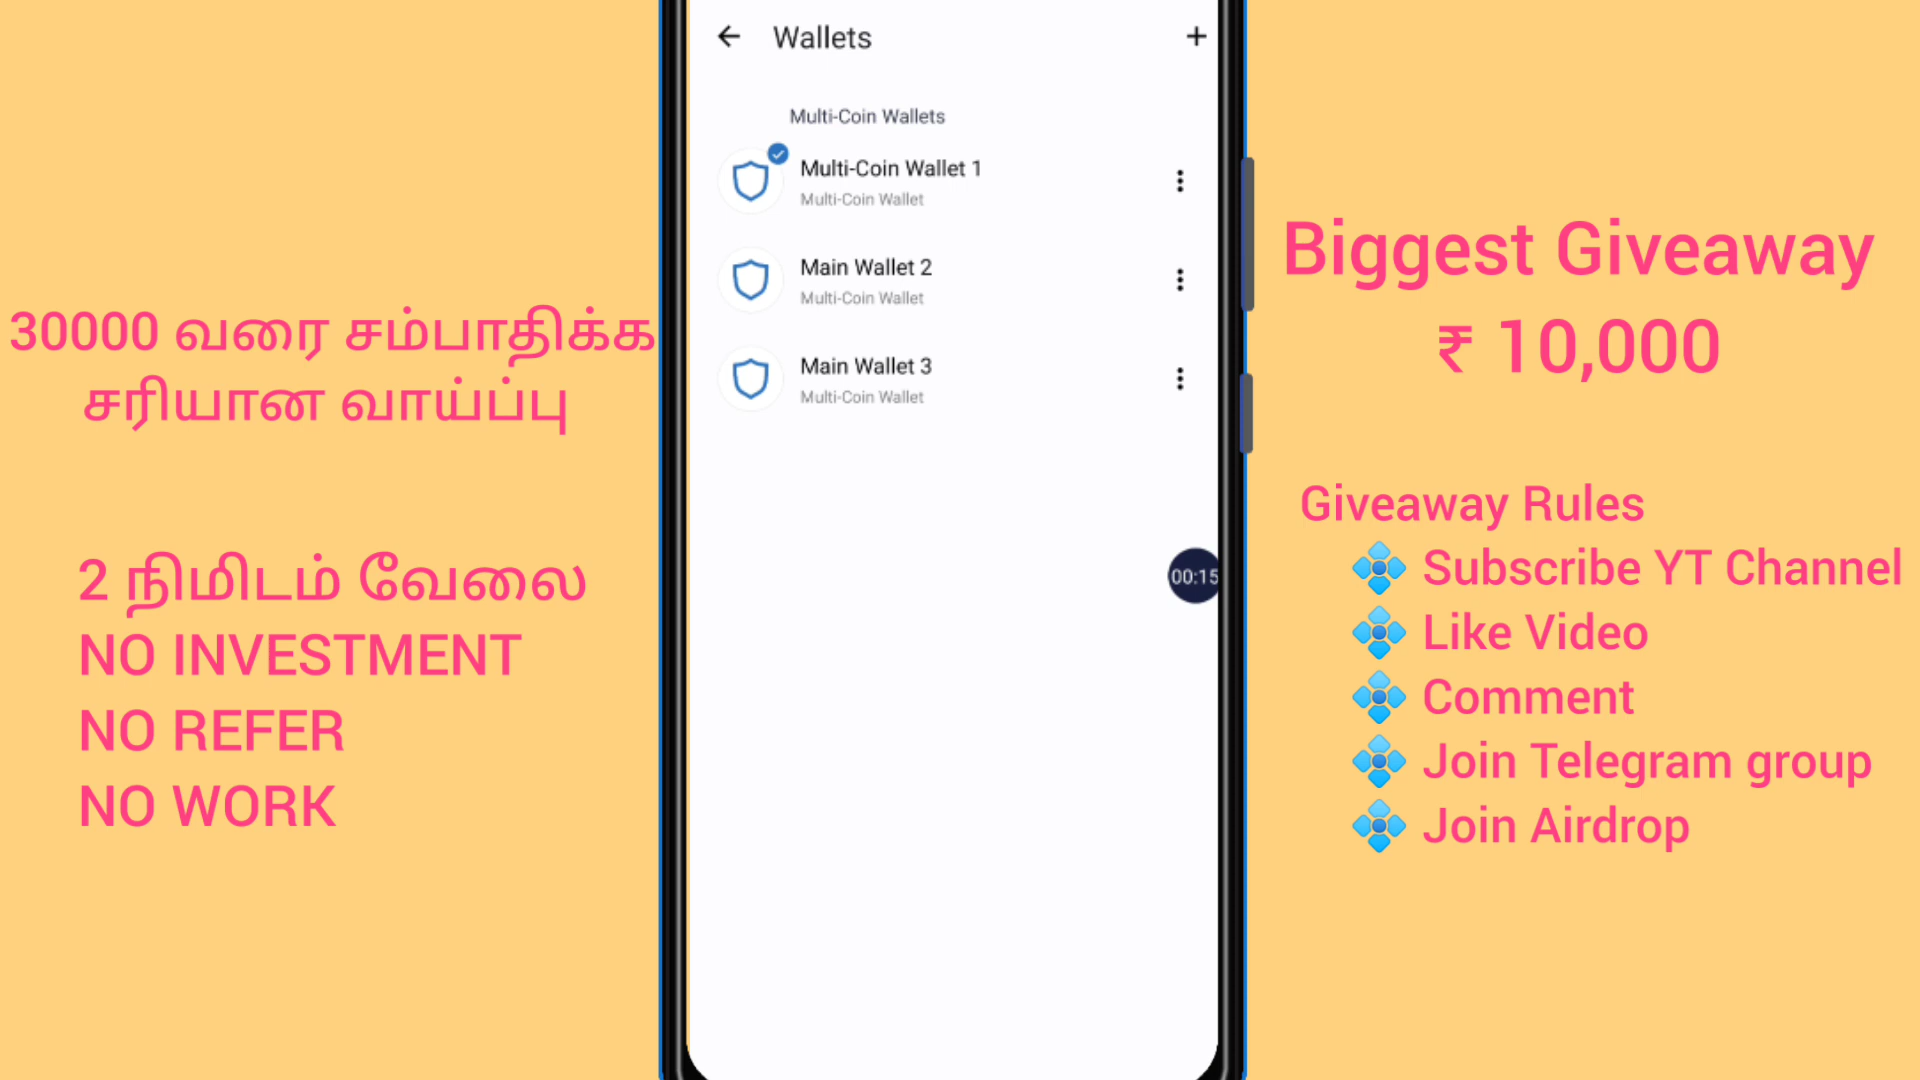 30000 வரை சம்பாதிக்க
சரியான வாய்ப்பு
2 நிமிடம் வேலை
NO INVESTMENT
NO REFER
NO WORK
Wallets
Multi-Coin Wallets
Multi-Coin Wallet 1
Multi-Coin Wallet
Main Wallet 2
Multi-Coin Wallet
Main Wallet 3
Multi-Coin Wallet
00:15
Biggest Giveaway
₹ 10,000
Giveaway Rules
Subscribe YT Channel
Like Video
Comment
Join Telegram group
Join Airdrop